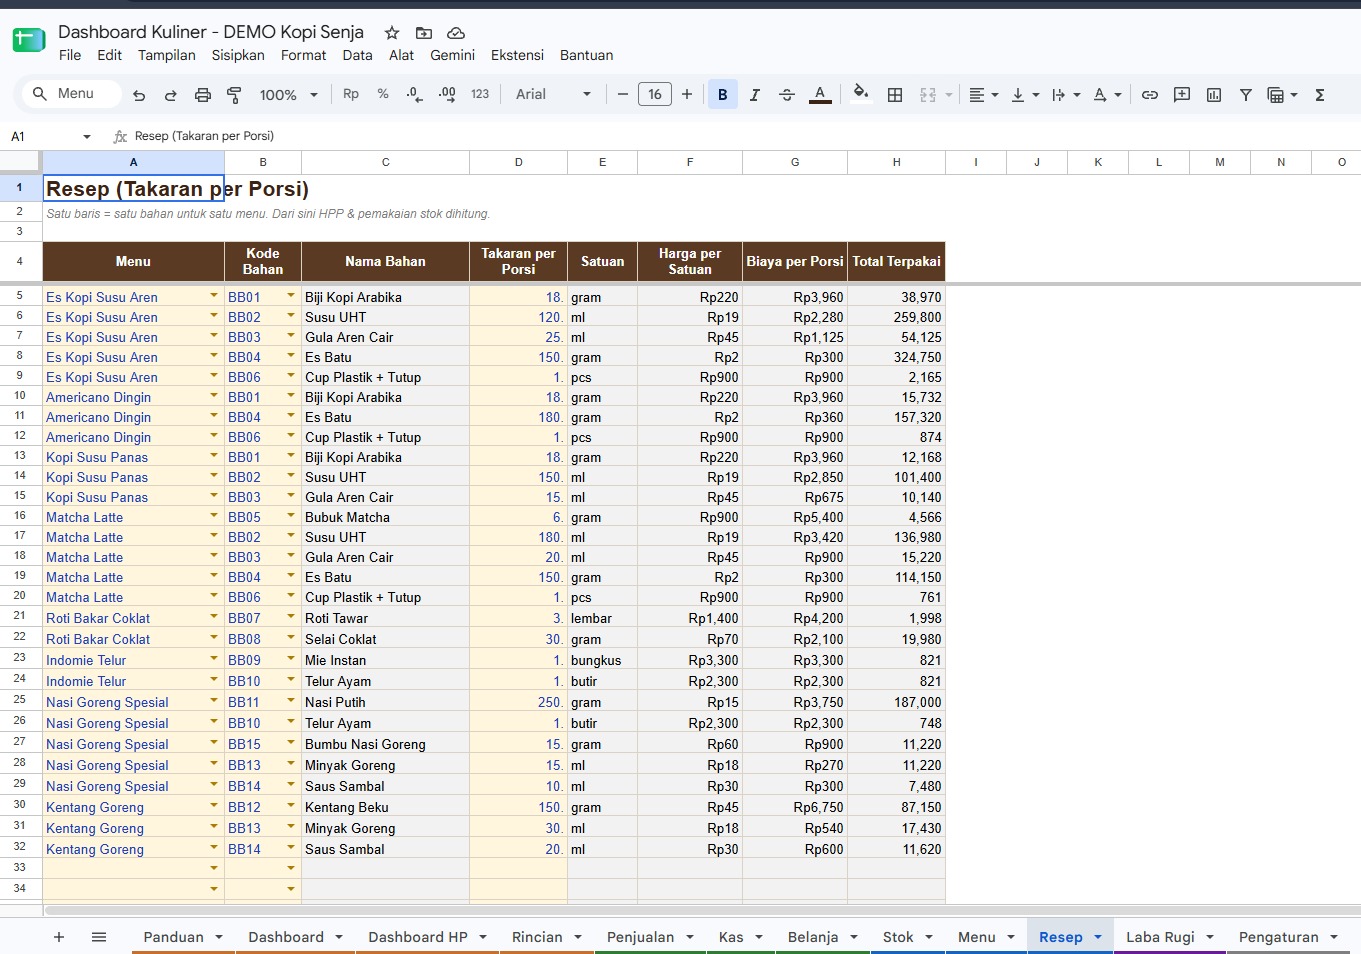 Dashboard Kuliner - DEMO Kopi Senja
File Edit Tampilan Sisipkan Format Data Alat Gemini Ekstensi Bantuan
Menu 100% Rp % .0 .00 123 Arial 16 B I A
A1 fx Resep (Takaran per Porsi)
A B C D E F G H I J K L M N O
1 Resep (Takaran per Porsi)
2 Satu baris = satu bahan untuk satu menu. Dari sini HPP & pemakaian stok dihitung.
3
4 Menu Kode Bahan Nama Bahan Takaran per Porsi Satuan Harga per Satuan Biaya per Porsi Total Terpakai
5 Es Kopi Susu Aren BB01 Biji Kopi Arabika 18. gram Rp220 Rp3,960 38,970
6 Es Kopi Susu Aren BB02 Susu UHT 120. ml Rp19 Rp2,280 259,800
7 Es Kopi Susu Aren BB03 Gula Aren Cair 25. ml Rp45 Rp1,125 54,125
8 Es Kopi Susu Aren BB04 Es Batu 150. gram Rp2 Rp300 324,750
9 Es Kopi Susu Aren BB06 Cup Plastik + Tutup 1. pcs Rp900 Rp900 2,165
10 Americano Dingin BB01 Biji Kopi Arabika 18. gram Rp220 Rp3,960 15,732
11 Americano Dingin BB04 Es Batu 180. gram Rp2 Rp360 157,320
12 Americano Dingin BB06 Cup Plastik + Tutup 1. pcs Rp900 Rp900 874
13 Kopi Susu Panas BB01 Biji Kopi Arabika 18. gram Rp220 Rp3,960 12,168
14 Kopi Susu Panas BB02 Susu UHT 150. ml Rp19 Rp2,850 101,400
15 Kopi Susu Panas BB03 Gula Aren Cair 15. ml Rp45 Rp675 10,140
16 Matcha Latte BB05 Bubuk Matcha 6. gram Rp900 Rp5,400 4,566
17 Matcha Latte BB02 Susu UHT 180. ml Rp19 Rp3,420 136,980
18 Matcha Latte BB03 Gula Aren Cair 20. ml Rp45 Rp900 15,220
19 Matcha Latte BB04 Es Batu 150. gram Rp2 Rp300 114,150
20 Matcha Latte BB06 Cup Plastik + Tutup 1. pcs Rp900 Rp900 761
21 Roti Bakar Coklat BB07 Roti Tawar 3. lembar Rp1,400 Rp4,200 1,998
22 Roti Bakar Coklat BB08 Selai Coklat 30. gram Rp70 Rp2,100 19,980
23 Indomie Telur BB09 Mie Instan 1. bungkus Rp3,300 Rp3,300 821
24 Indomie Telur BB10 Telur Ayam 1. butir Rp2,300 Rp2,300 821
25 Nasi Goreng Spesial BB11 Nasi Putih 250. gram Rp15 Rp3,750 187,000
26 Nasi Goreng Spesial BB10 Telur Ayam 1. butir Rp2,300 Rp2,300 748
27 Nasi Goreng Spesial BB15 Bumbu Nasi Goreng 15. gram Rp60 Rp900 11,220
28 Nasi Goreng Spesial BB13 Minyak Goreng 15. ml Rp18 Rp270 11,220
29 Nasi Goreng Spesial BB14 Saus Sambal 10. ml Rp30 Rp300 7,480
30 Kentang Goreng BB12 Kentang Beku 150. gram Rp45 Rp6,750 87,150
31 Kentang Goreng BB13 Minyak Goreng 30. ml Rp18 Rp540 17,430
32 Kentang Goreng BB14 Saus Sambal 20. ml Rp30 Rp600 11,620
33
34
Panduan Dashboard Dashboard HP Rincian Penjualan Kas Belanja Stok Menu Resep Laba Rugi Pengaturan